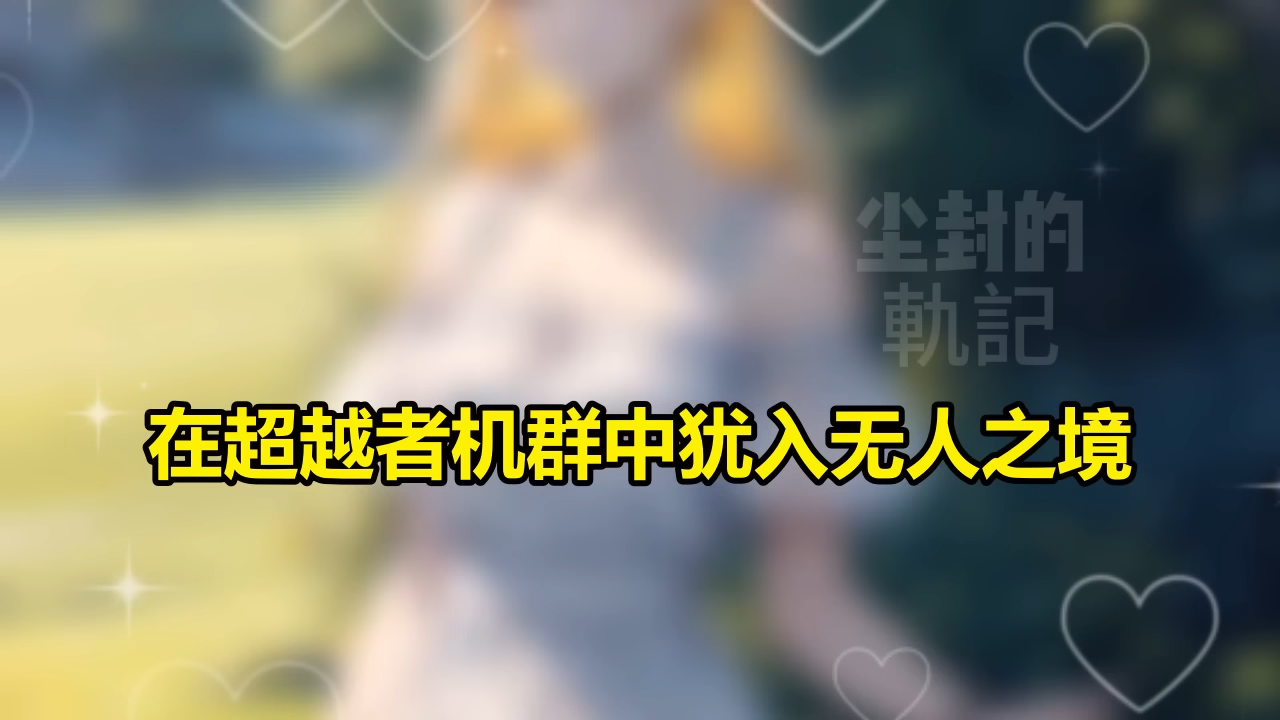 尘封的
軌記
在超越者机群中犹入无人之境